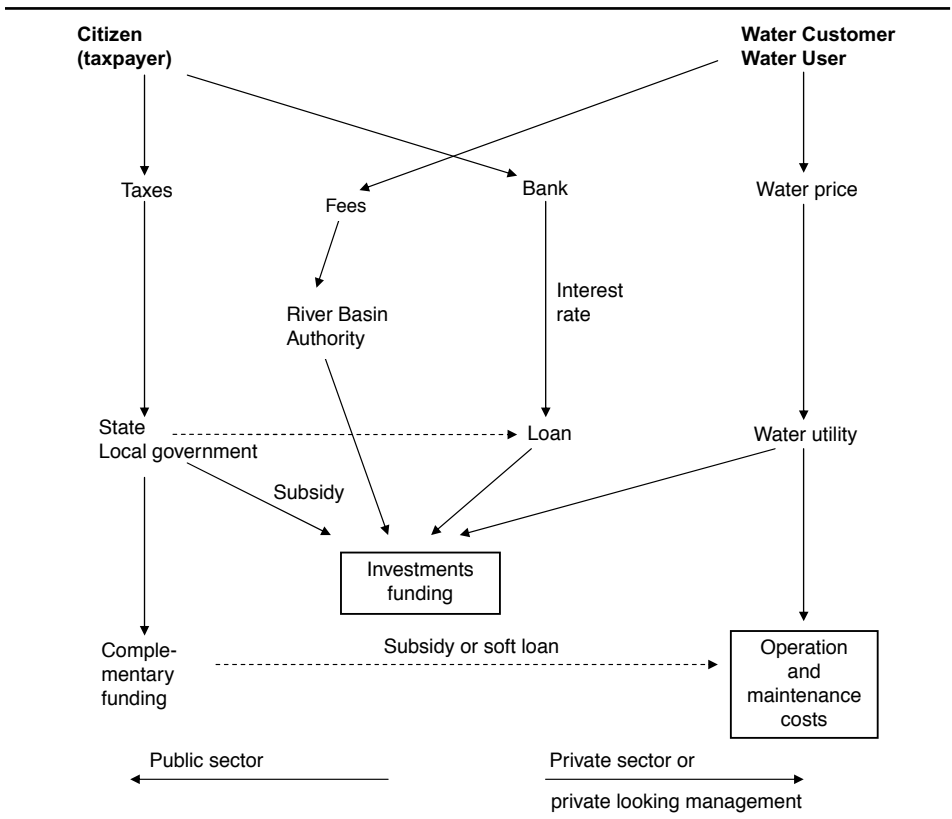 Citizen
(taxpayer)
Water Customer
Water User
Taxes
Fees
Bank
Water price
River Basin
Authority
Interest
rate
State
Local government
Loan
Water utility
Subsidy
Investments
funding
Comple-
mentary
funding
Subsidy or soft loan
Operation
and
maintenance
costs
Public sector
Private sector or
private looking management